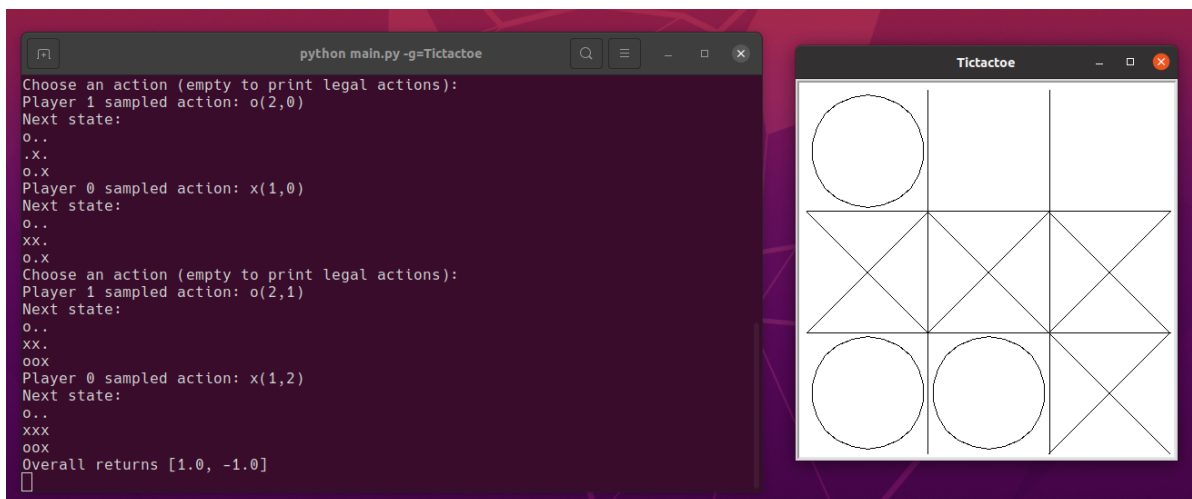 python main.py -g=Tictactoe
Choose an action (empty to print legal actions):
Player 1 sampled action: o(2,0)
Next state:
o..
.x.
o.x
Player 0 sampled action: x(1,0)
Next state:
o..
xx.
o.x
Choose an action (empty to print legal actions):
Player 1 sampled action: o(2,1)
Next state:
o..
xx.
oox
Player 0 sampled action: x(1,2)
Next state:
o..
xxx
oox
Overall returns [1.0, -1.0]
Tictactoe